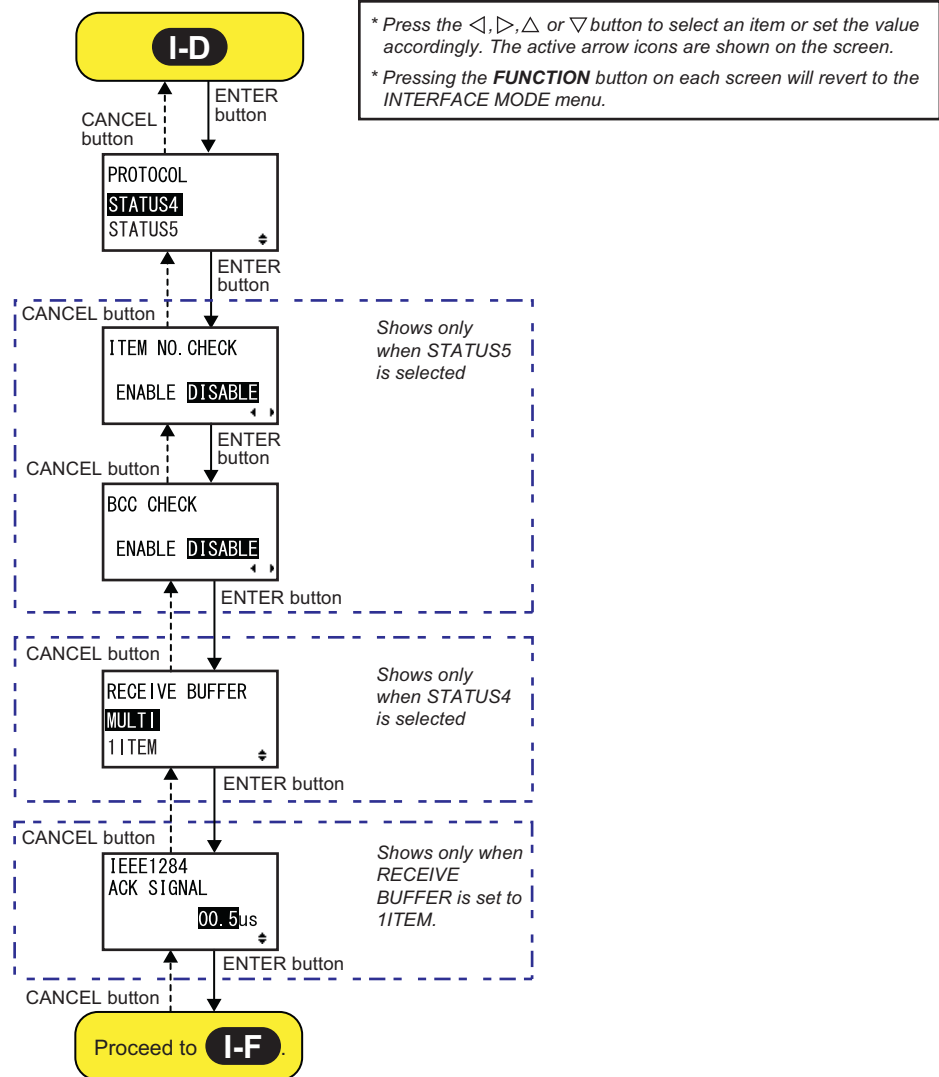 I-D
* Press the ◁, ▷, △ or ▽ button to select an item or set the value
accordingly. The active arrow icons are shown on the screen.
* Pressing the FUNCTION button on each screen will revert to the
INTERFACE MODE menu.
CANCEL
button
ENTER
button
PROTOCOL
STATUS4
STATUS5
ENTER
button
CANCEL button
ITEM NO.CHECK
ENABLE DISABLE
Shows only
when STATUS5
is selected
ENTER
button
CANCEL button
BCC CHECK
ENABLE DISABLE
ENTER button
CANCEL button
RECEIVE BUFFER
MULTI
1ITEM
Shows only
when STATUS4
is selected
ENTER button
CANCEL button
IEEE1284
ACK SIGNAL
00.5us
Shows only when
RECEIVE
BUFFER is set to
1ITEM.
ENTER button
CANCEL button
Proceed to I-F.